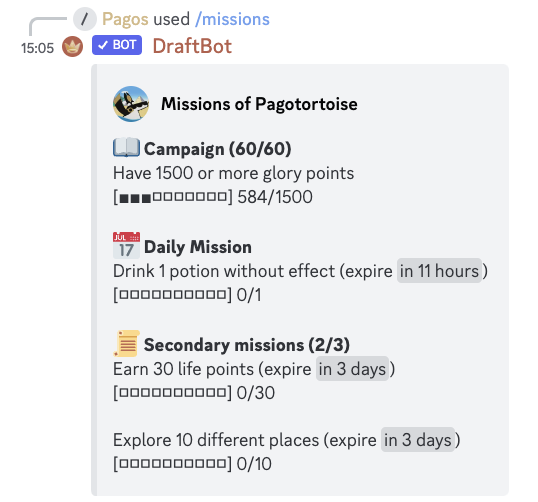 / Pagos used /missions
15:05 ✓ BOT DraftBot
Missions of Pagotortoise
Campaign (60/60)
Have 1500 or more glory points
[■■■□□□□□□□] 584/1500
JUL 17 Daily Mission
Drink 1 potion without effect (expire in 11 hours)
[□□□□□□□□□□] 0/1
Secondary missions (2/3)
Earn 30 life points (expire in 3 days)
[□□□□□□□□□□] 0/30
Explore 10 different places (expire in 3 days)
[□□□□□□□□□□] 0/10